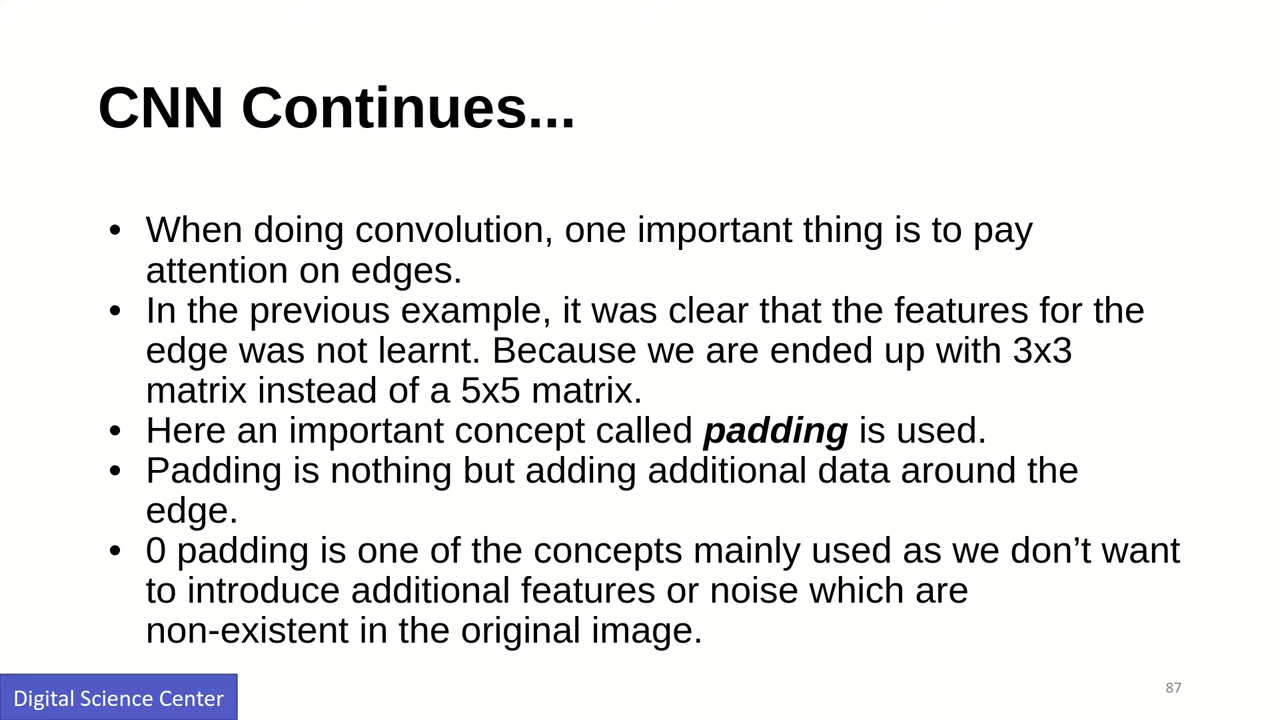 CNN Continues...
• When doing convolution, one important thing is to pay
attention on edges.
• In the previous example, it was clear that the features for the
edge was not learnt. Because we are ended up with 3x3
matrix instead of a 5x5 matrix.
• Here an important concept called padding is used.
• Padding is nothing but adding additional data around the
edge.
• 0 padding is one of the concepts mainly used as we don’t want
to introduce additional features or noise which are
non-existent in the original image.
Digital Science Center
87